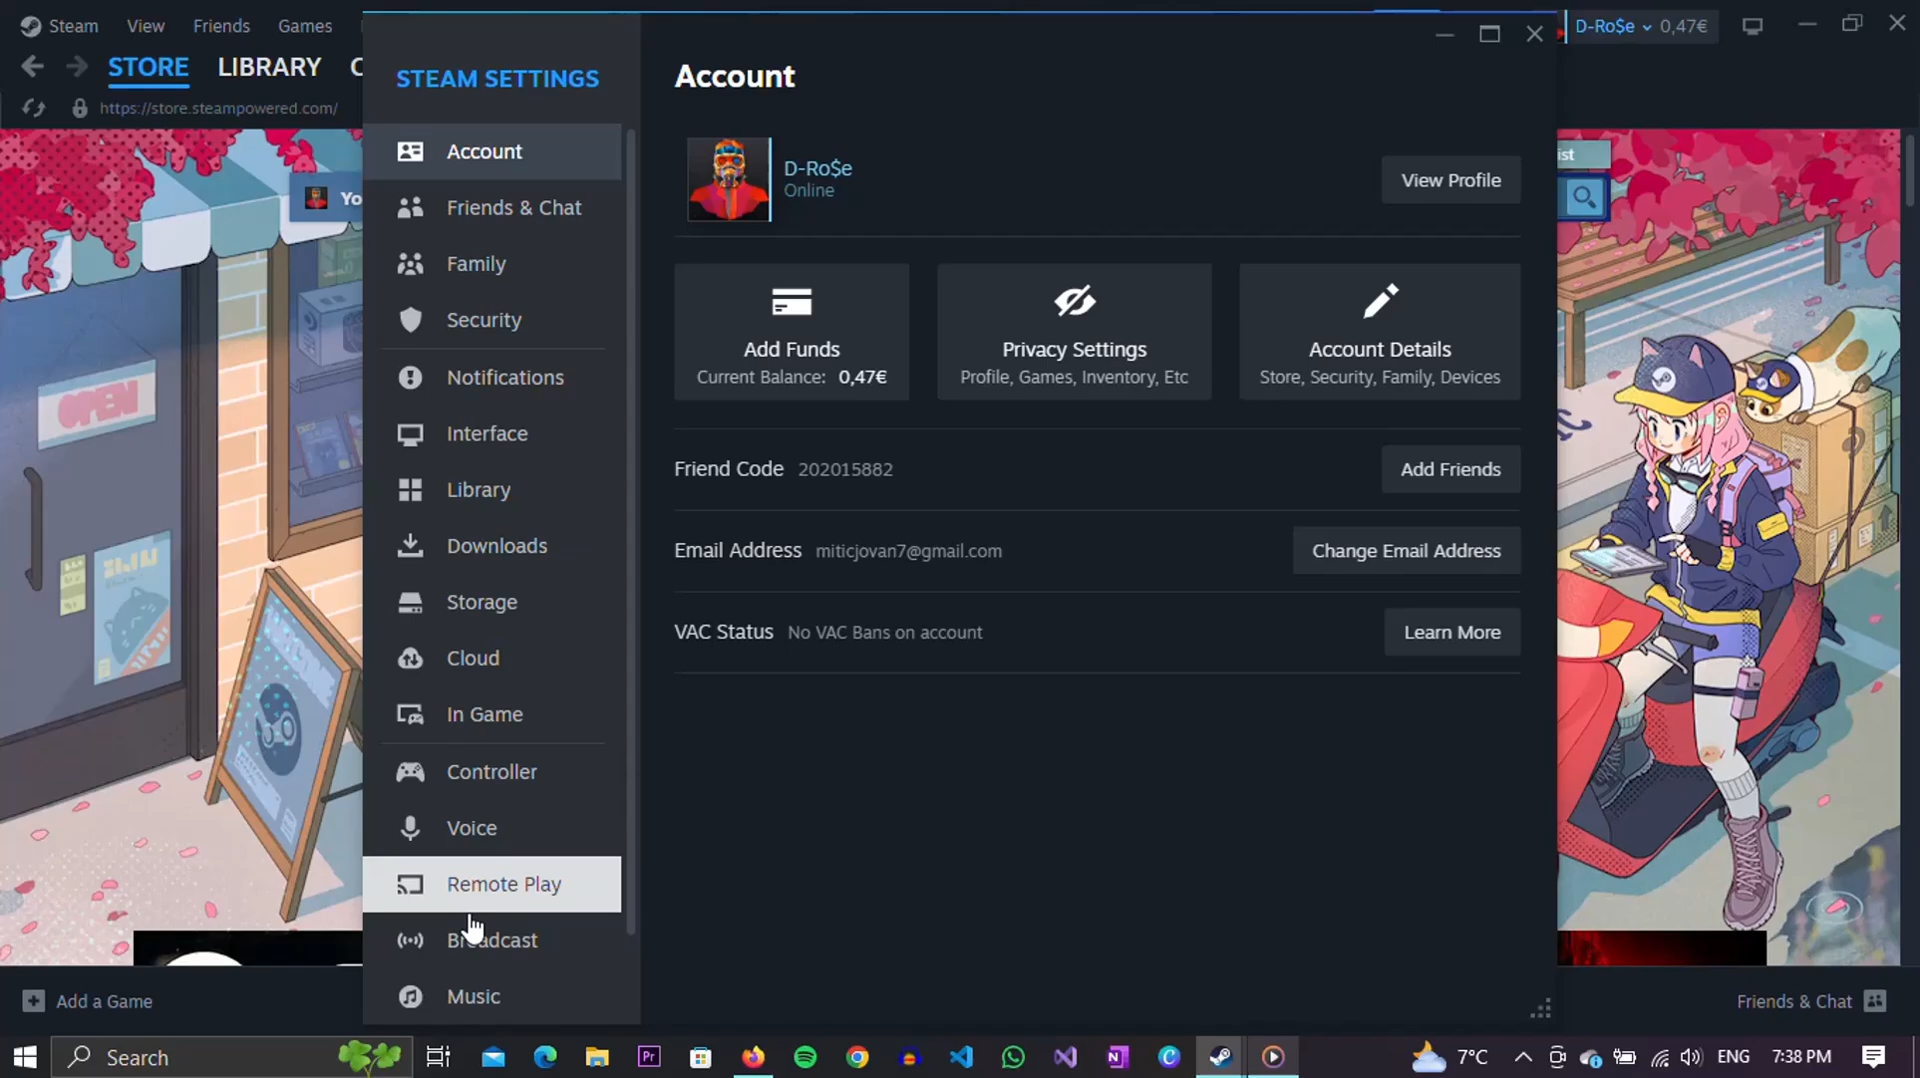 Steam View Friends Games
D-Ro$e 0,47€
STORE LIBRARY C
https://store.steampowered.com/
STEAM SETTINGS
Account
Friends & Chat
Family
Security
Notifications
Interface
Library
Downloads
Storage
Cloud
In Game
Controller
Voice
Remote Play
Broadcast
Music
Account
D-Ro$e
Online
View Profile
Add Funds
Current Balance: 0,47€
Privacy Settings
Profile, Games, Inventory, Etc
Account Details
Store, Security, Family, Devices
Friend Code 202015882
Add Friends
Email Address miticjovan7@gmail.com
Change Email Address
VAC Status No VAC Bans on account
Learn More
Yo
ist
OPEN
Add a Game
Friends & Chat
Search
Pr
N
7°C
ENG
7:38 PM